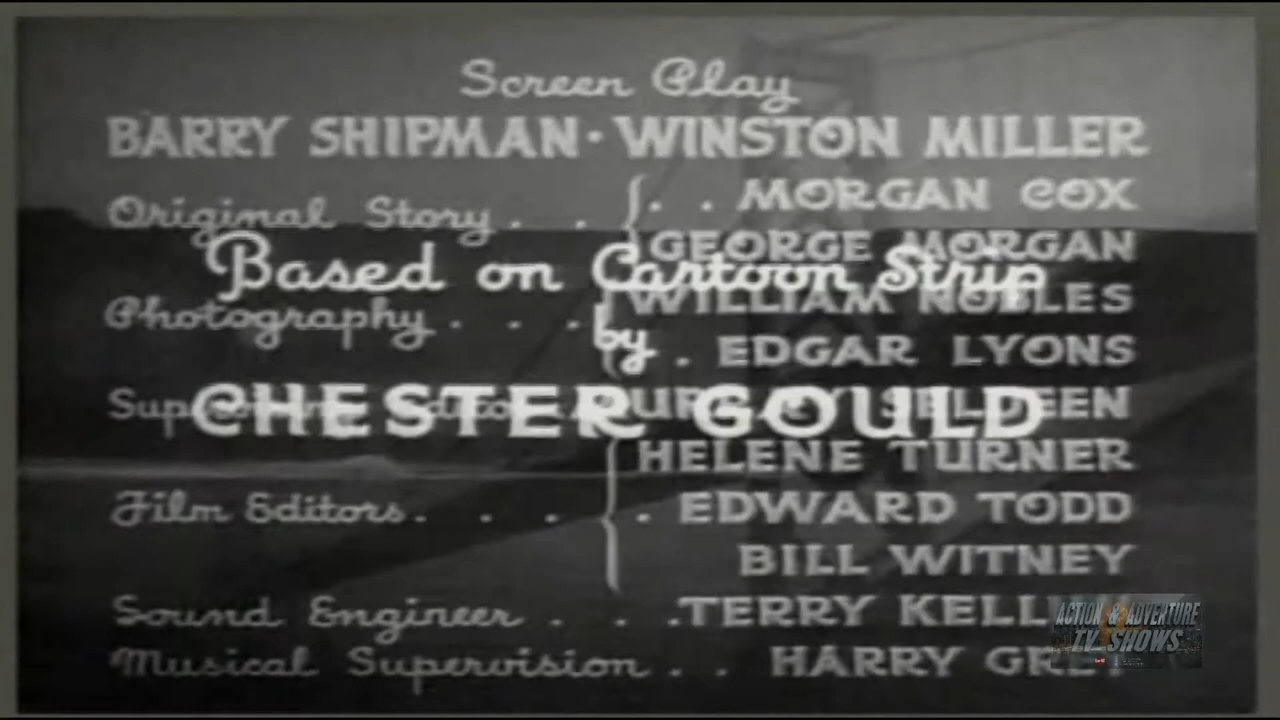 Screen Play
BARRY SHIPMAN · WINSTON MILLER
Original Story . . { . . MORGAN COX
GEORGE MORGAN
Based on Cartoon Strip
WILLIAM NOBLES
Photography . . .
by
. EDGAR LYONS
CHESTER GOULD
HELENE TURNER
Film Editors . . . { . EDWARD TODD
BILL WITNEY
Sound Engineer . . . TERRY KELL
Musical Supervision . . HARRY GR
ACTION & ADVENTURE
TV SHOWS